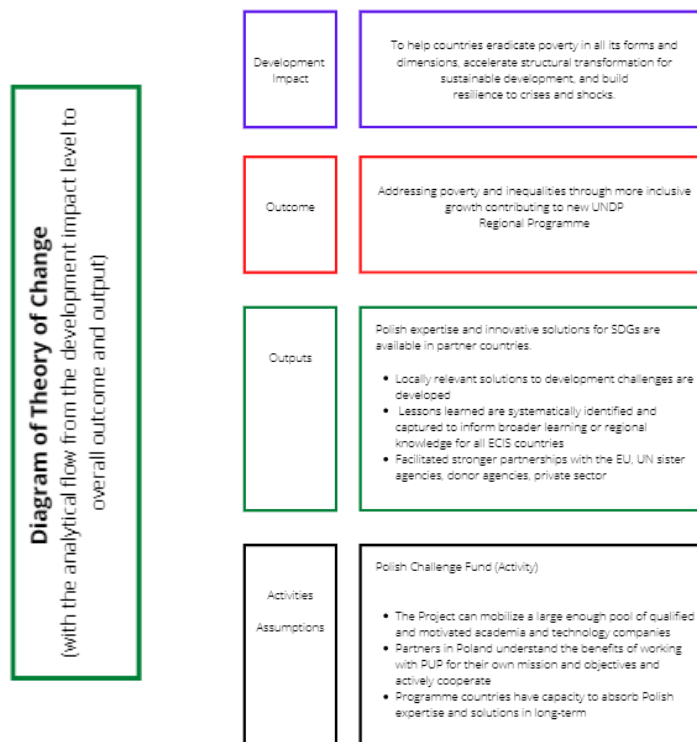 Diagram of Theory of Change
(with the analytical flow from the development impact level to
overall outcome and output)
Development
Impact
To help countries eradicate poverty in all its forms and
dimensions, accelerate structural transformation for
sustainable development, and build
resilience to crises and shocks.
Outcome
Addressing poverty and inequalities through more inclusive
growth contributing to new UNDP
Regional Programme
Outputs
Polish expertise and innovative solutions for SDGs are
available in partner countries.
• Locally relevant solutions to development challenges are
developed
• Lessons learned are systematically identified and
captured to inform broader learning or regional
knowledge for all ECIS countries
• Facilitated stronger partnerships with the EU, UN sister
agencies, donor agencies, private sector
Activities
Assumptions
Polish Challenge Fund (Activity)
• The Project can mobilize a large enough pool of qualified
and motivated academia and technology companies
• Partners in Poland understand the benefits of working
with PUP for their own mission and objectives and
actively cooperate
• Programme countries have capacity to absorb Polish
expertise and solutions in long-term